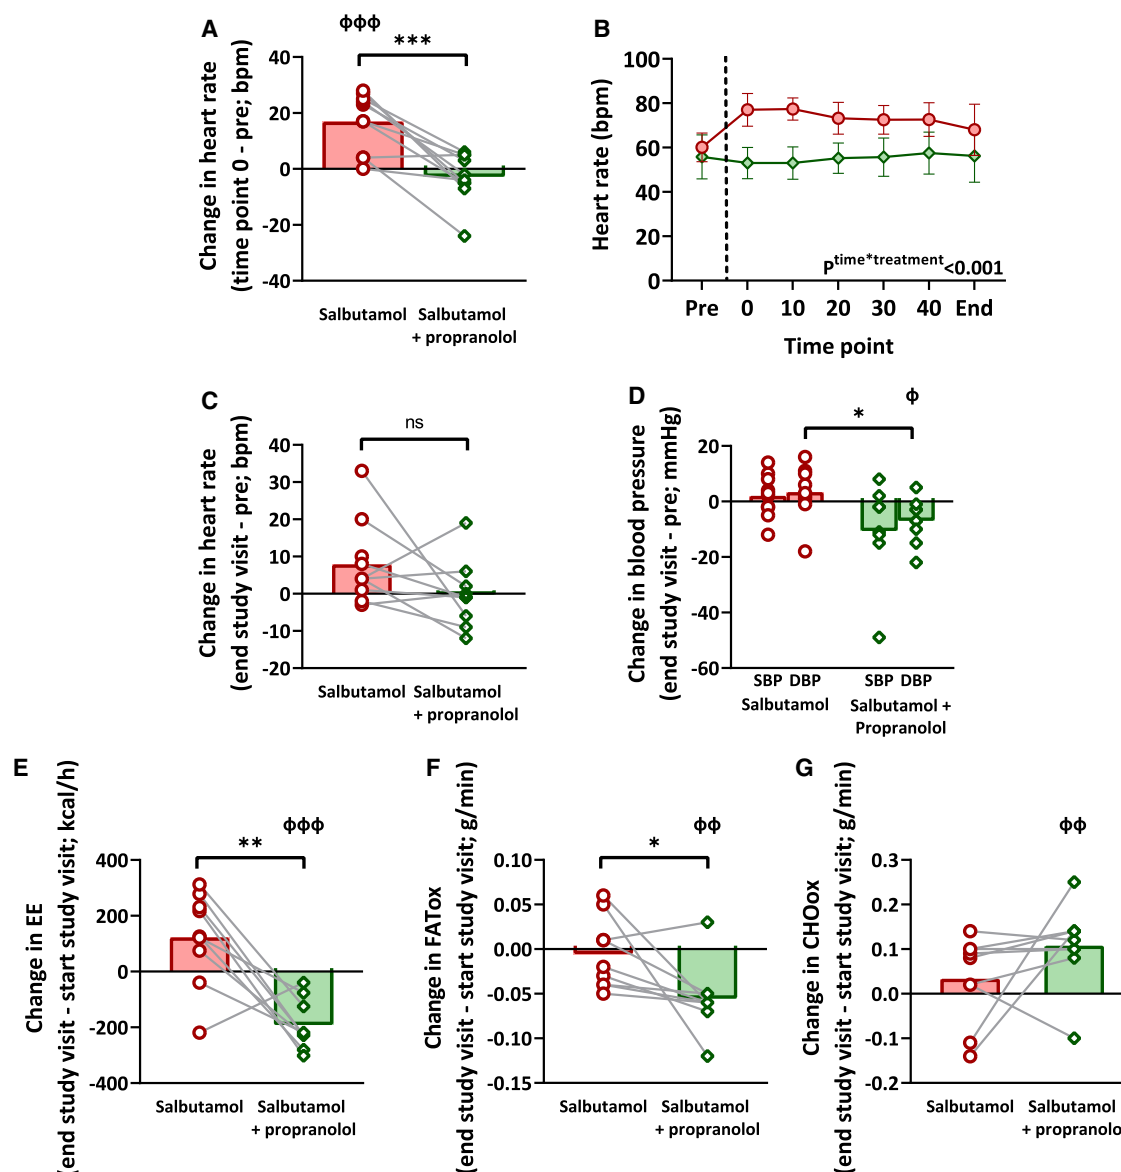 A
ϕϕϕ
***
Change in heart rate
(time point 0 - pre; bpm)
40
20
0
-20
-40
Salbutamol
Salbutamol
+ propranolol
B
Heart rate (bpm)
100
80
60
40
20
0
P^time*treatment<0.001
Pre 0 10 20 30 40 End
Time point
C
ns
Change in heart rate
(end study visit - pre; bpm)
40
30
20
10
0
-10
-20
Salbutamol
Salbutamol
+ propranolol
D
ϕ
*
Change in blood pressure
(end study visit - pre; mmHg)
20
0
-20
-40
-60
SBP DBP SBP DBP
Salbutamol
Salbutamol +
Propranolol
E
ϕϕϕ
**
Change in EE
(end study visit - start study visit; kcal/h)
400
200
0
-200
-400
Salbutamol
Salbutamol
+ propranolol
F
ϕϕ
*
Change in FATox
(end study visit - start study visit; g/min)
0.10
0.05
0.00
-0.05
-0.10
-0.15
Salbutamol
Salbutamol
+ propranolol
G
ϕϕ
Change in CHOox
(end study visit - start study visit; g/min)
0.3
0.2
0.1
0.0
-0.1
-0.2
Salbutamol
Salbutamol
+ propranolol